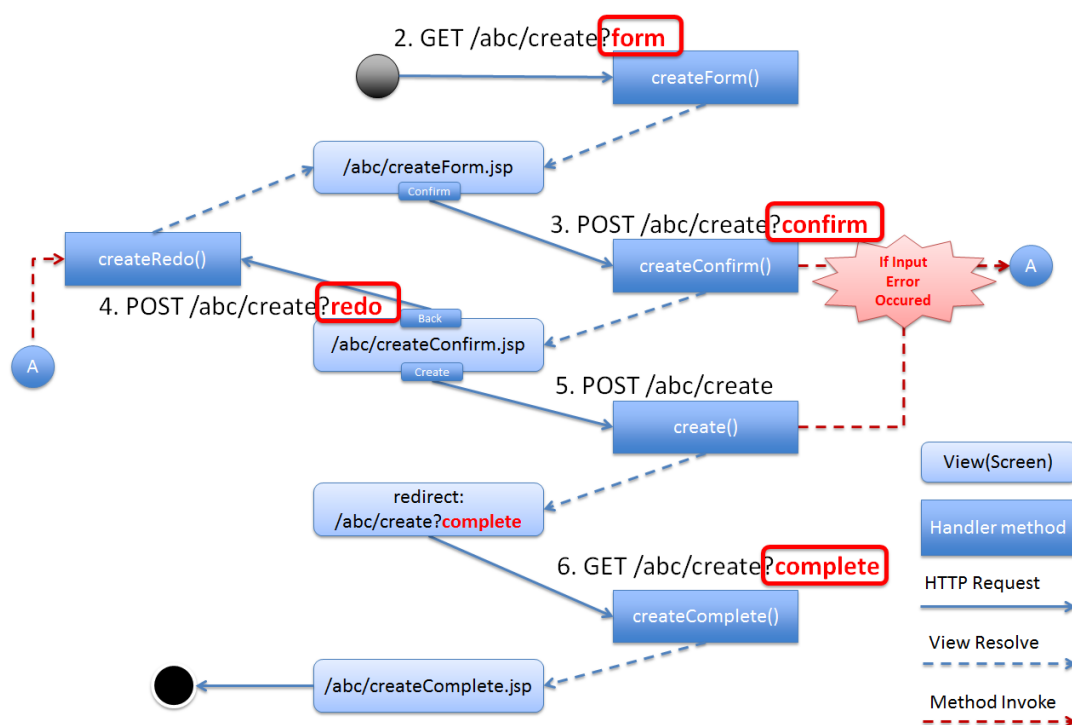 2. GET /abc/create?form
createForm()
/abc/createForm.jsp
Confirm
3. POST /abc/create?confirm
createRedo()
createConfirm()
If Input
Error
Occured
A
4. POST /abc/create?redo
Back
/abc/createConfirm.jsp
A
Create
5. POST /abc/create
create()
View(Screen)
redirect:
/abc/create?complete
Handler method
6. GET /abc/create?complete
HTTP Request
createComplete()
View Resolve
/abc/createComplete.jsp
Method Invoke